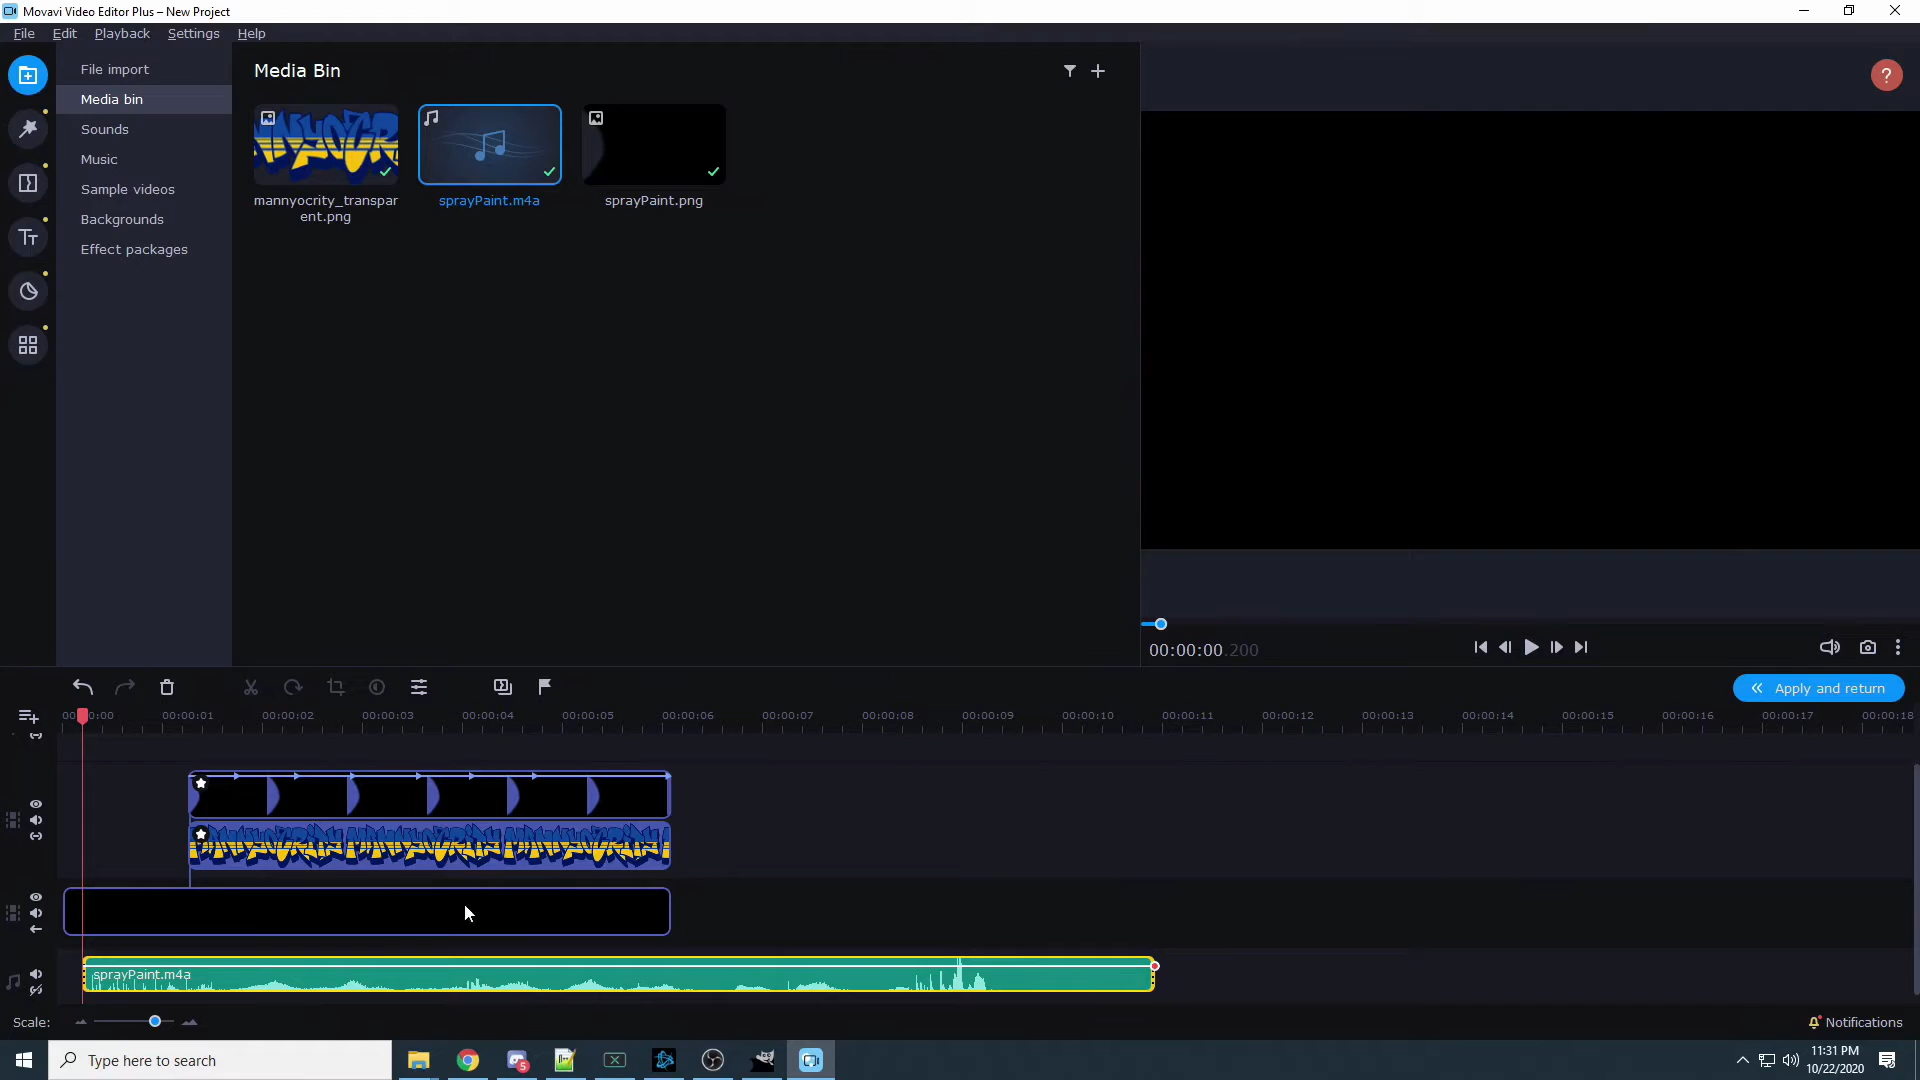 Movavi Video Editor Plus – New Project
File Edit Playback Settings Help
File import
Media bin
Sounds
Music
Sample videos
Backgrounds
Effect packages
Media Bin
mannyocrity_transpar
ent.png
sprayPaint.m4a
sprayPaint.png
?
00:00:00.200
Apply and return
00:00:01 00:00:02 00:00:03 00:00:04 00:00:05 00:00:06 00:00:07 00:00:08 00:00:09 00:00:10 00:00:11 00:00:12 00:00:13 00:00:14 00:00:15 00:00:16 00:00:17 00:00:18
sprayPaint.m4a
Scale:
Notifications
Type here to search
5
11:31 PM
10/22/2020